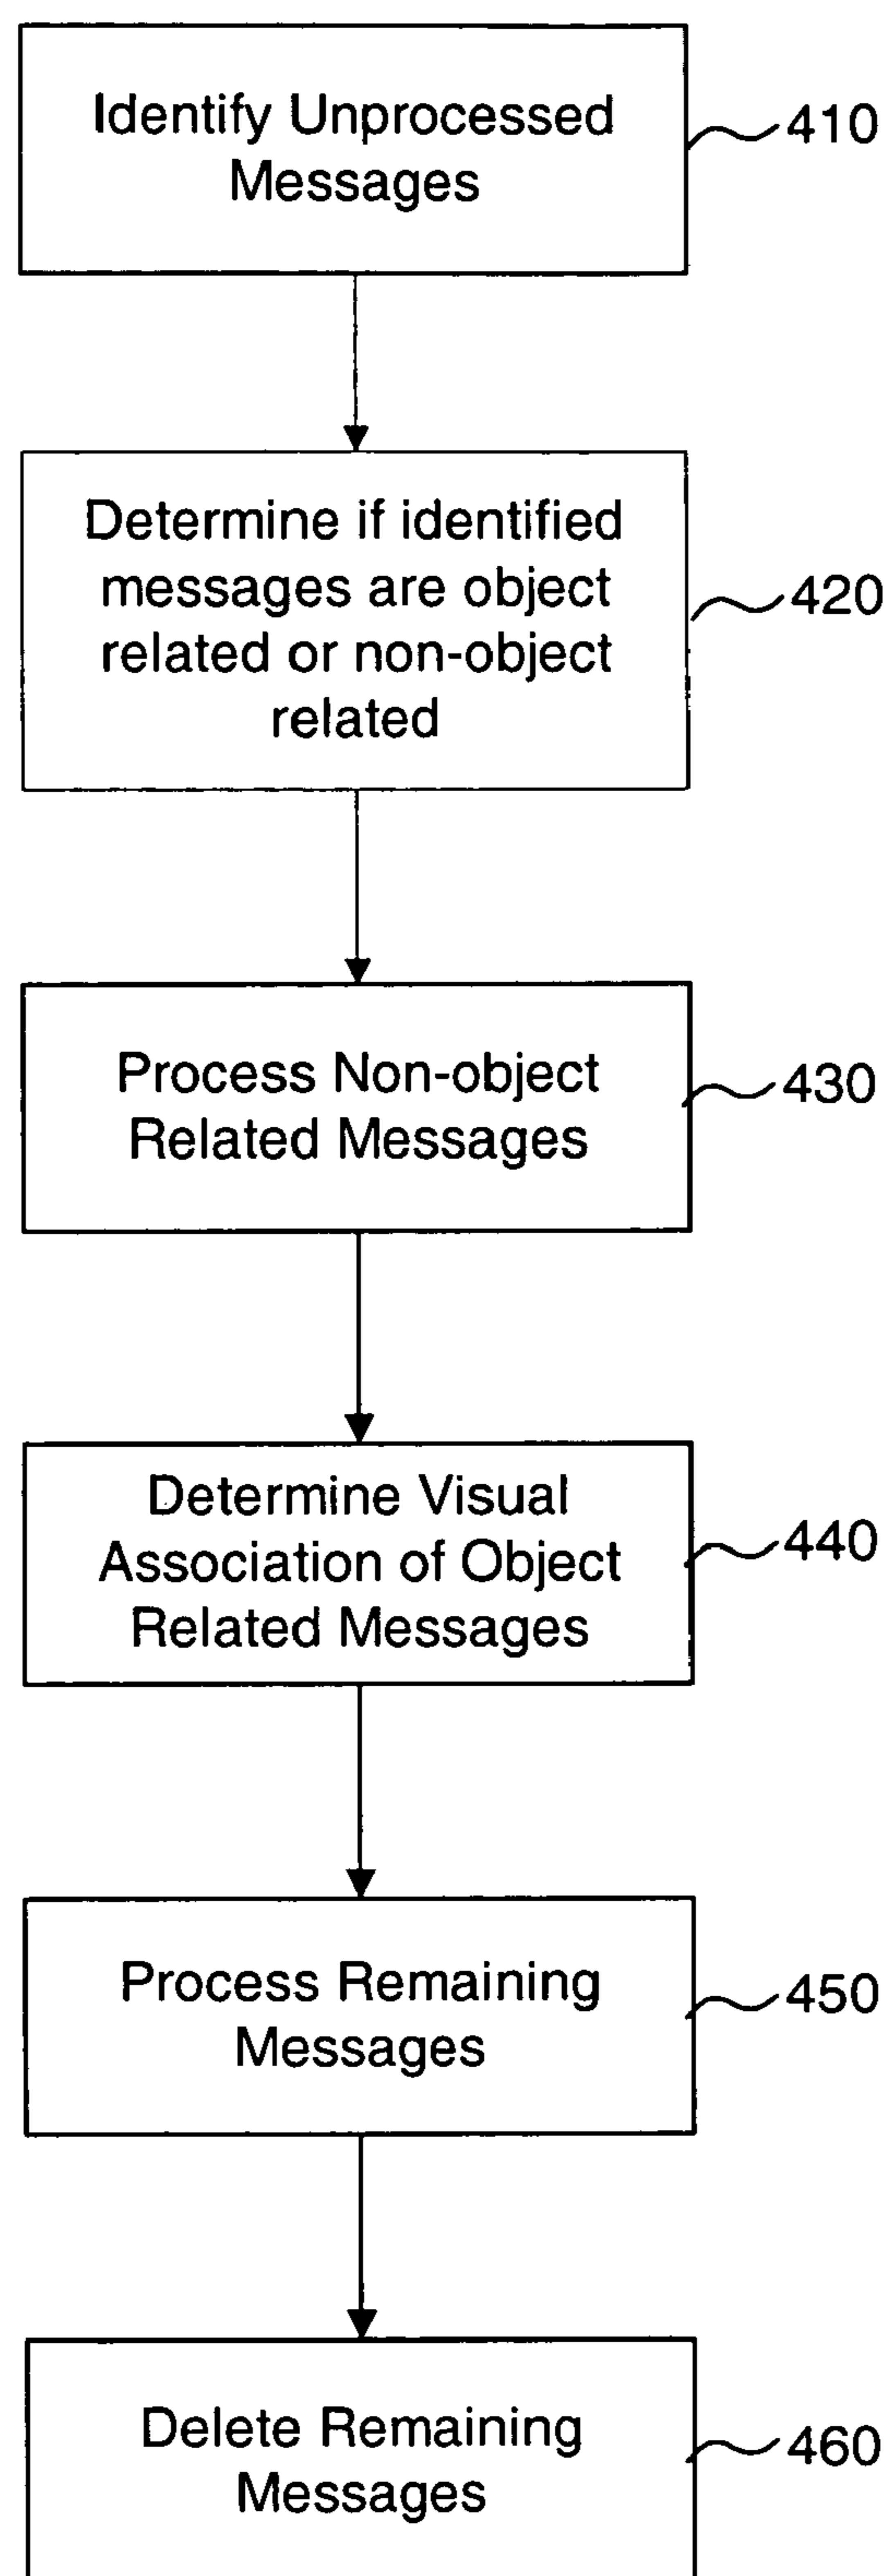 Identify Unprocessed
Messages
410
Determine if identified
messages are object
related or non-object
related
420
Process Non-object
Related Messages
430
Determine Visual
Association of Object
Related Messages
440
Process Remaining
Messages
450
Delete Remaining
Messages
460